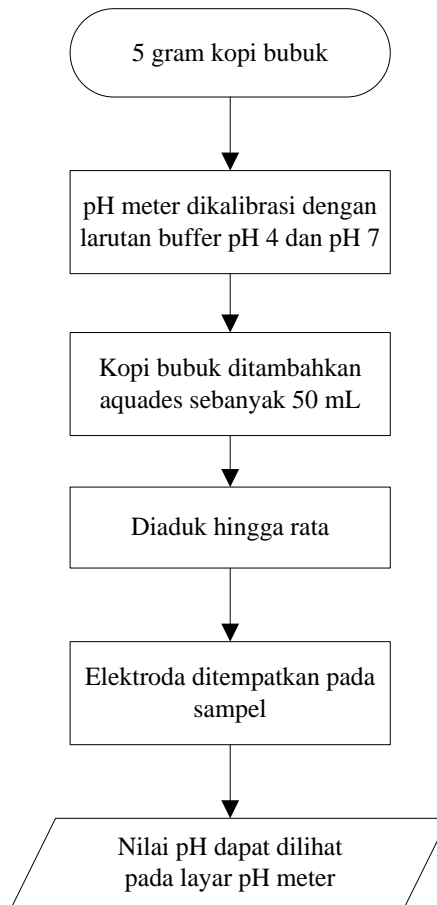 5 gram kopi bubuk
pH meter dikalibrasi dengan
larutan buffer pH 4 dan pH 7
Kopi bubuk ditambahkan
aquades sebanyak 50 mL
Diaduk hingga rata
Elektroda ditempatkan pada
sampel
Nilai pH dapat dilihat
pada layar pH meter